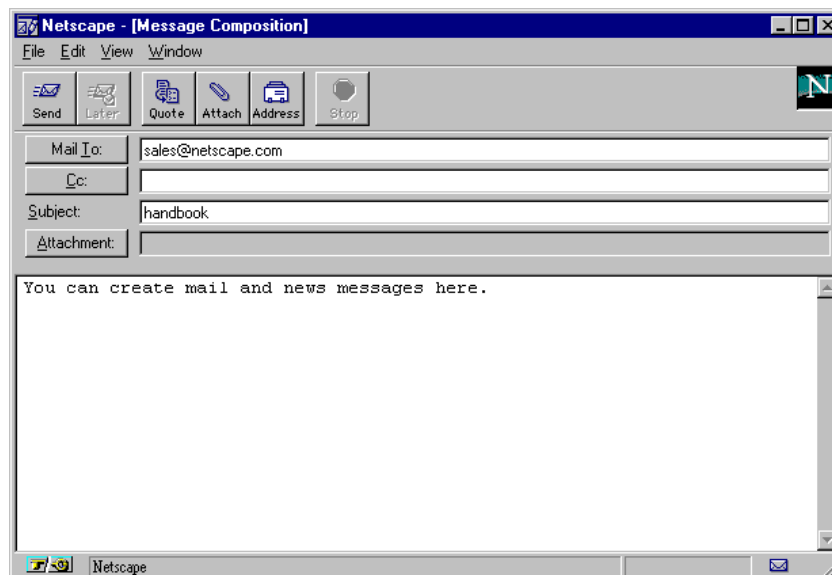 Netscape - [Message Composition]
File Edit View Window
Send Later Quote Attach Address Stop
N
Mail To: sales@netscape.com
Cc:
Subject: handbook
Attachment:
You can create mail and news messages here.
Netscape